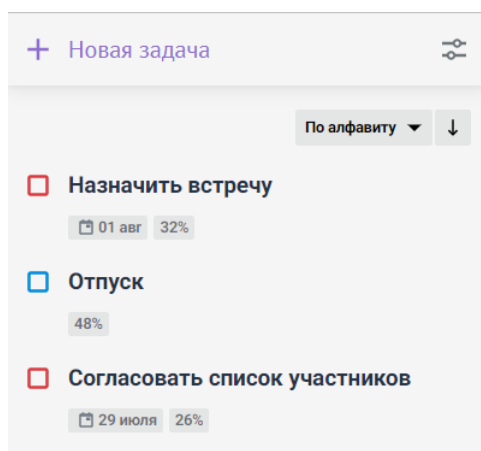 Новая задача
По алфавиту
Назначить встречу
01 авг 32%
Отпуск
48%
Согласовать список участников
29 июля 26%